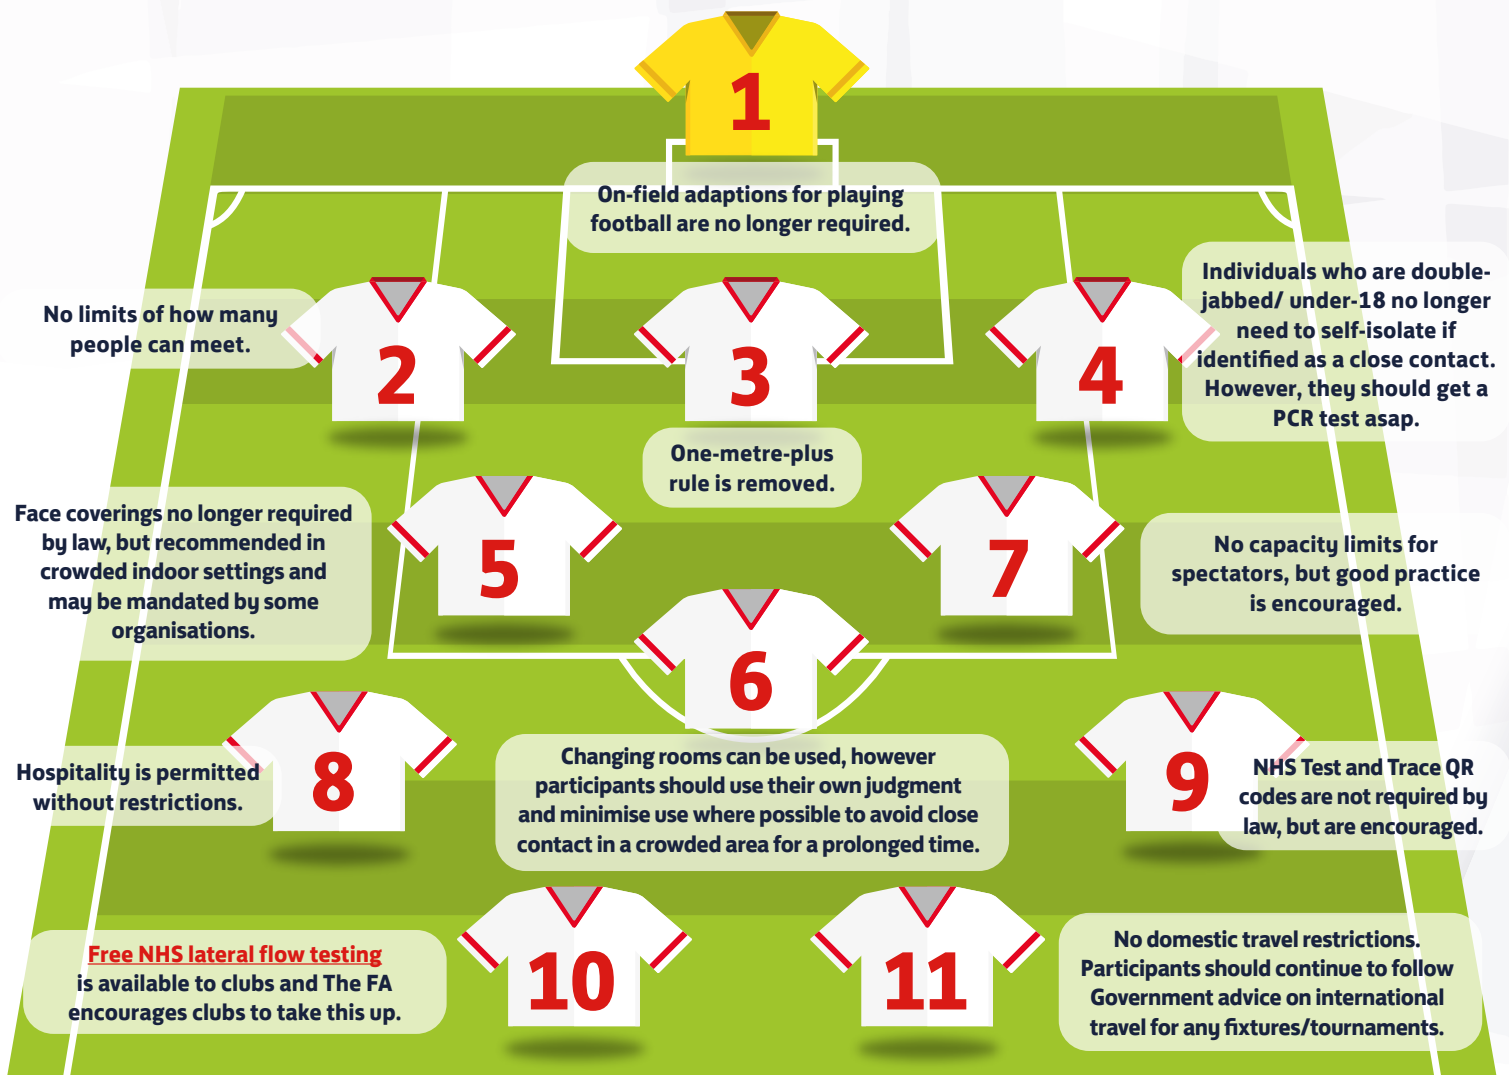 1
On-field adaptions for playing
football are no longer required.
2
No limits of how many
people can meet.
3
One-metre-plus
rule is removed.
4
Individuals who are double-
jabbed/ under-18 no longer
need to self-isolate if
identified as a close contact.
However, they should get a
PCR test asap.
5
Face coverings no longer required
by law, but recommended in
crowded indoor settings and
may be mandated by some
organisations.
6
Changing rooms can be used, however
participants should use their own judgment
and minimise use where possible to avoid close
contact in a crowded area for a prolonged time.
7
No capacity limits for
spectators, but good practice
is encouraged.
8
Hospitality is permitted
without restrictions.
9
NHS Test and Trace QR
codes are not required by
law, but are encouraged.
10
Free NHS lateral flow testing
is available to clubs and The FA
encourages clubs to take this up.
11
No domestic travel restrictions.
Participants should continue to follow
Government advice on international
travel for any fixtures/tournaments.